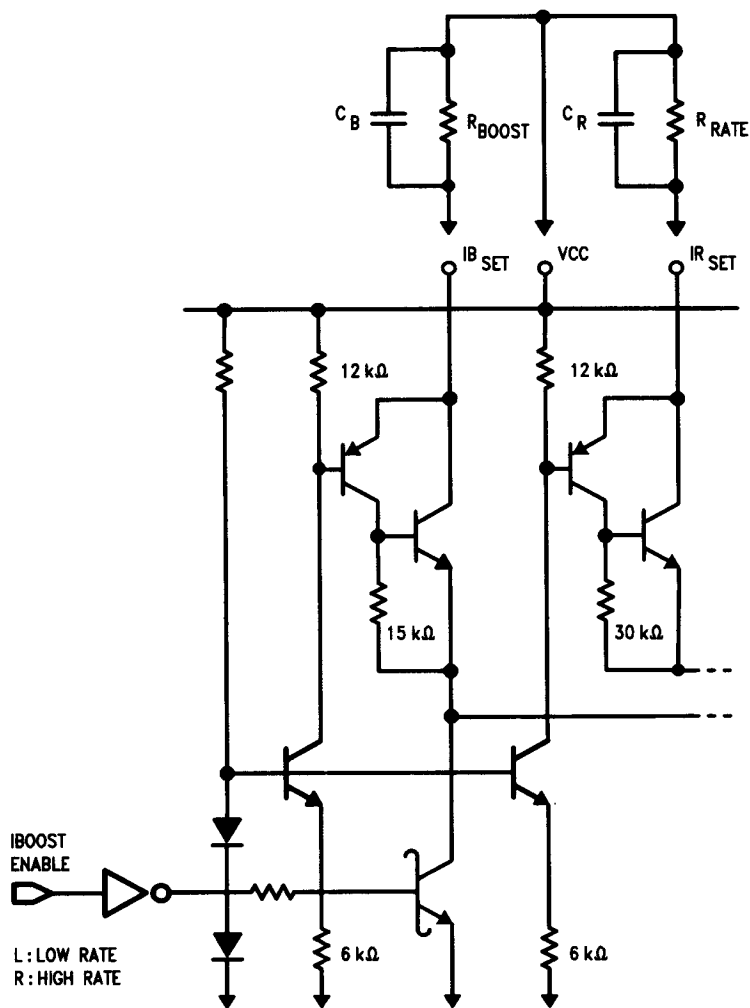 C B
R BOOST
C R
R RATE
IB SET
VCC
IR SET
12 kΩ
12 kΩ
15 kΩ
30 kΩ
IBOOST
ENABLE
6 kΩ
6 kΩ
L: LOW RATE
R: HIGH RATE